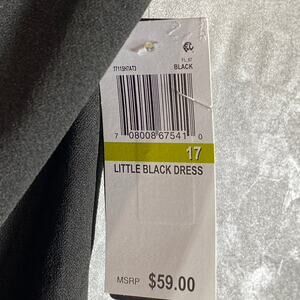 BLACK
7 08008 67541 0
17
LITTLE BLACK DRESS
MSRP $59.00